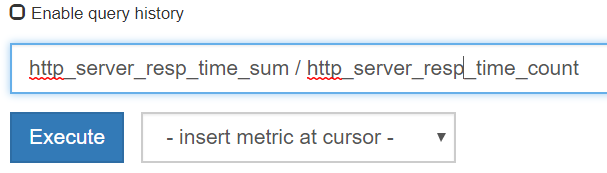 Enable query history
http_server_resp_time_sum / http_server_resp_time_count
Execute - insert metric at cursor -